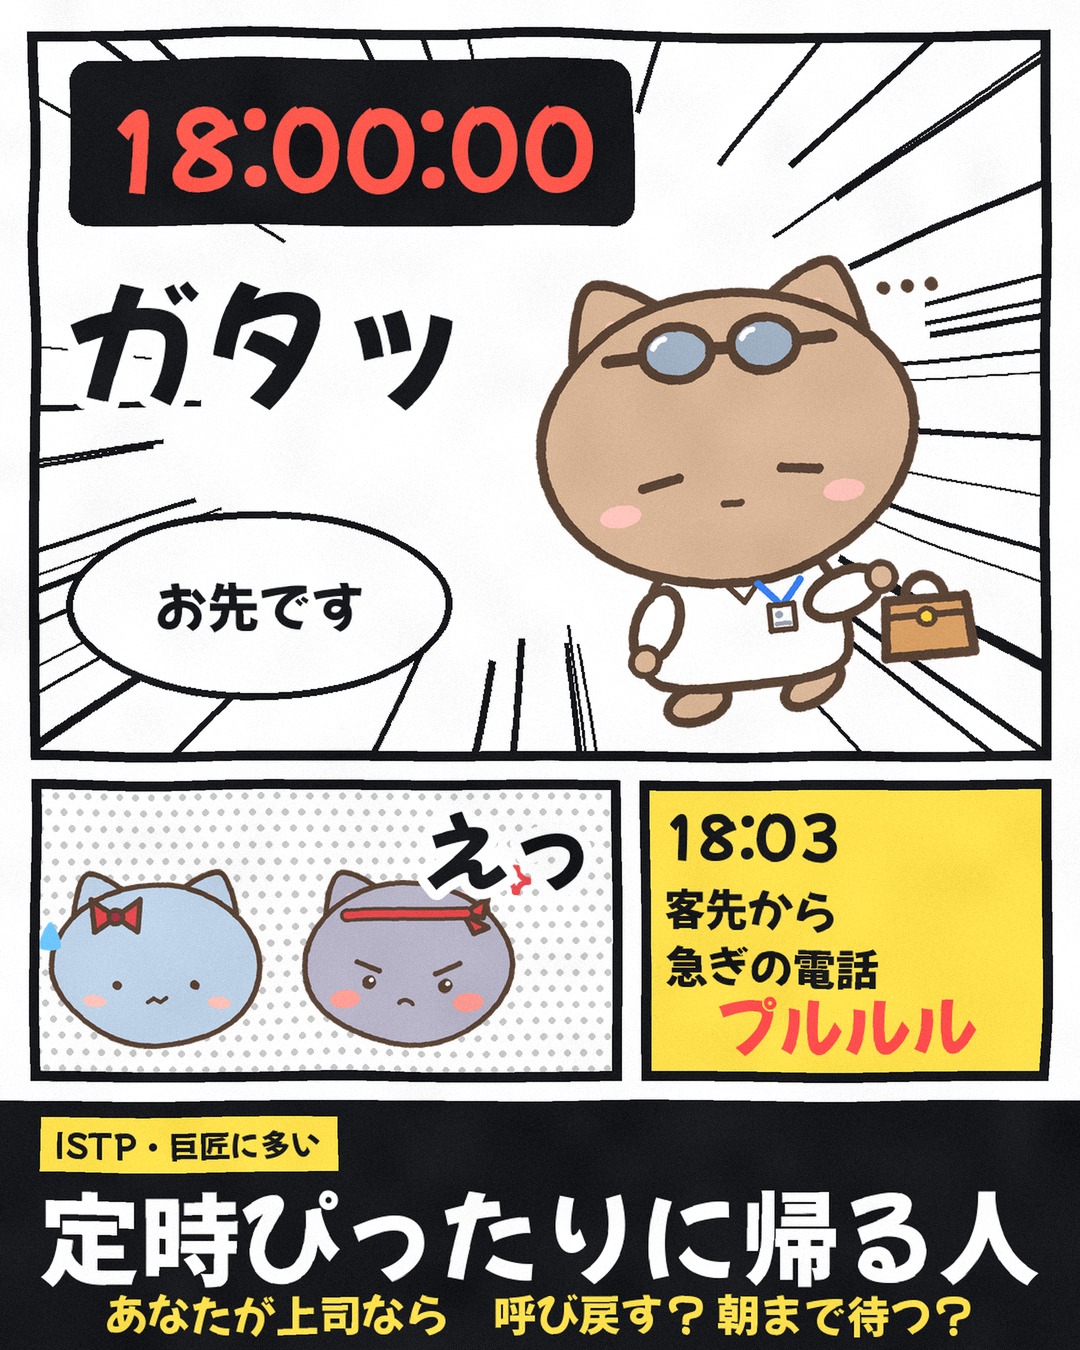 18:00:00
ガタッ
お先です
えっ
18:03
客先から
急ぎの電話
プルルル
ISTP・巨匠に多い
定時ぴったりに帰る人
あなたが上司なら 呼び戻す？朝まで待つ？